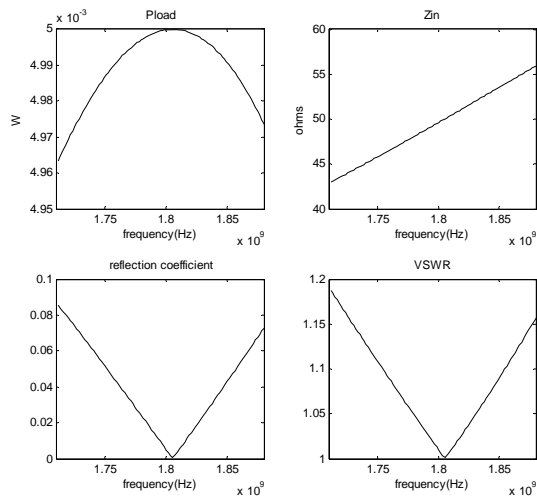 Pload
x 10⁻³
5
4.99
4.98
4.97
4.96
4.95
W
1.75
1.8
1.85
frequency(Hz)
x 10⁹
Zin
60
55
50
45
40
ohms
1.75
1.8
1.85
frequency(Hz)
x 10⁹
reflection coefficient
0.1
0.08
0.06
0.04
0.02
0
1.75
1.8
1.85
frequency(Hz)
x 10⁹
VSWR
1.2
1.15
1.1
1.05
1
1.75
1.8
1.85
frequency(Hz)
x 10⁹